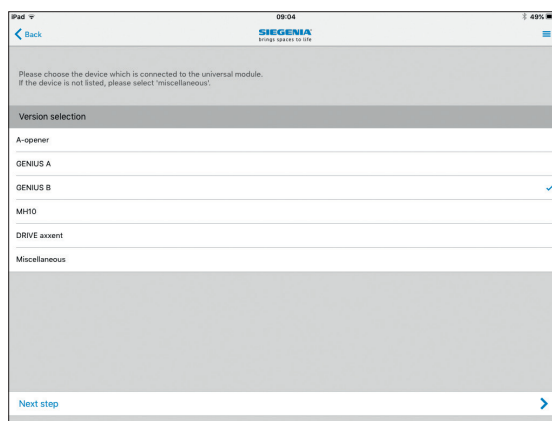 iPad 09:04 49%
Back SIEGENIA
brings spaces to life
Please choose the device which is connected to the universal module.
If the device is not listed, please select 'miscellaneous'.
Version selection
A-opener
GENIUS A
GENIUS B
MH10
DRIVE axxent
Miscellaneous
Next step